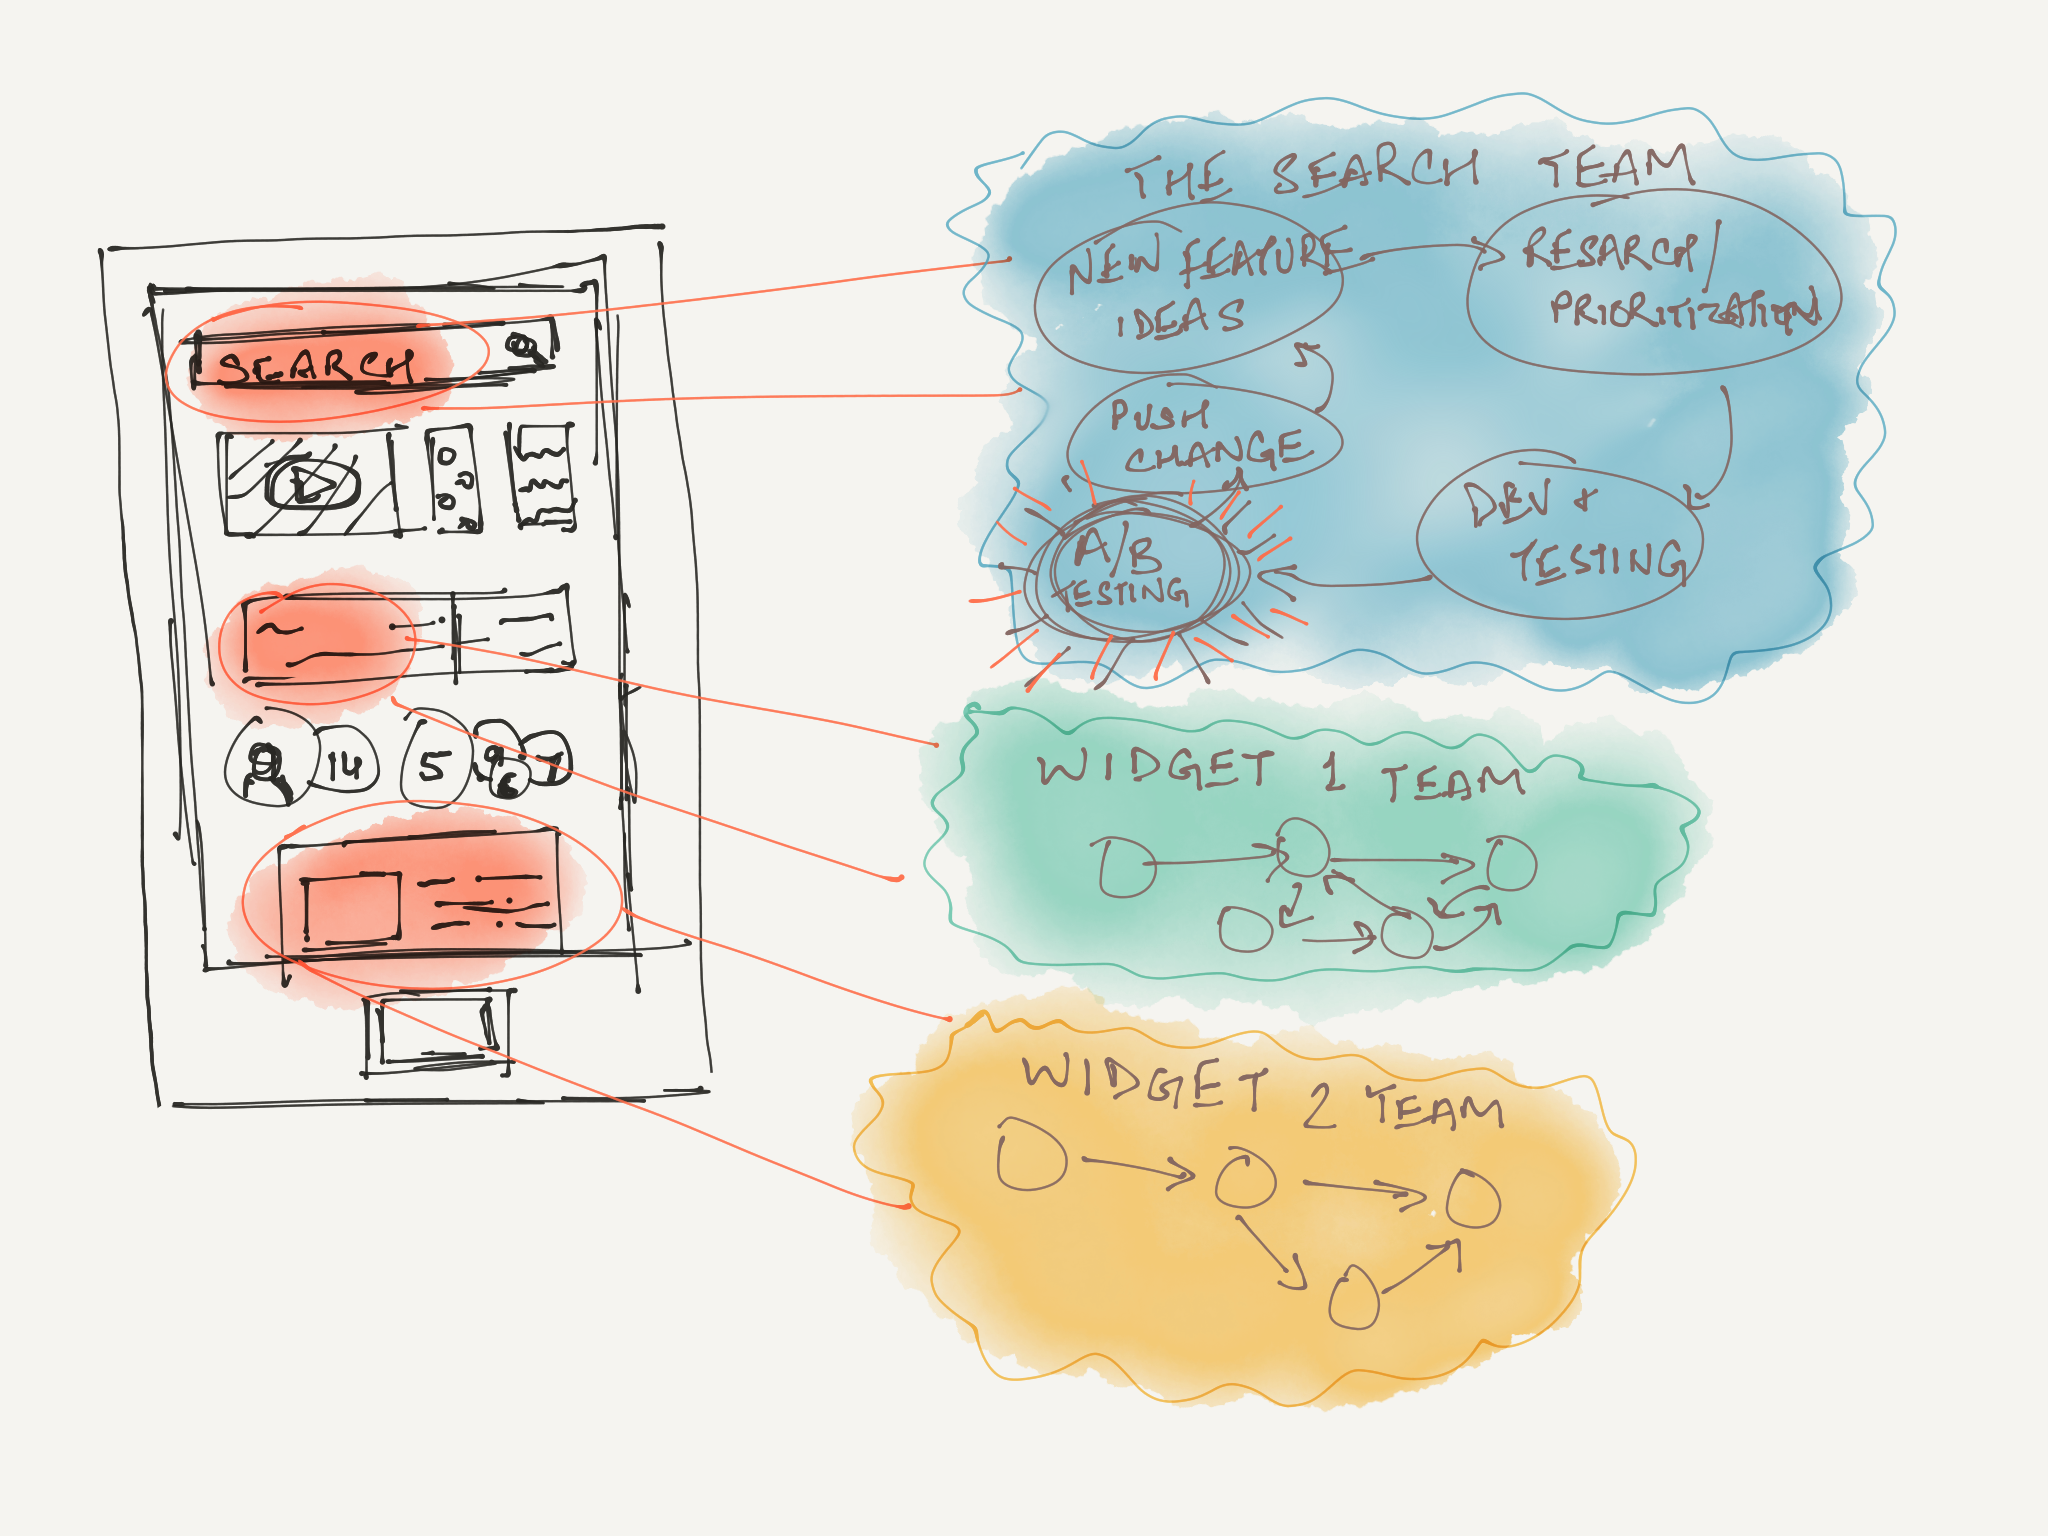 SEARCH
14
5
9
6
THE SEARCH TEAM
NEW FEATURE
IDEAS
RESARCH/
PRIORITIZATION
PUSH
CHANGE
DEV +
TESTING
A/B
TESTING
WIDGET 1 TEAM
WIDGET 2 TEAM